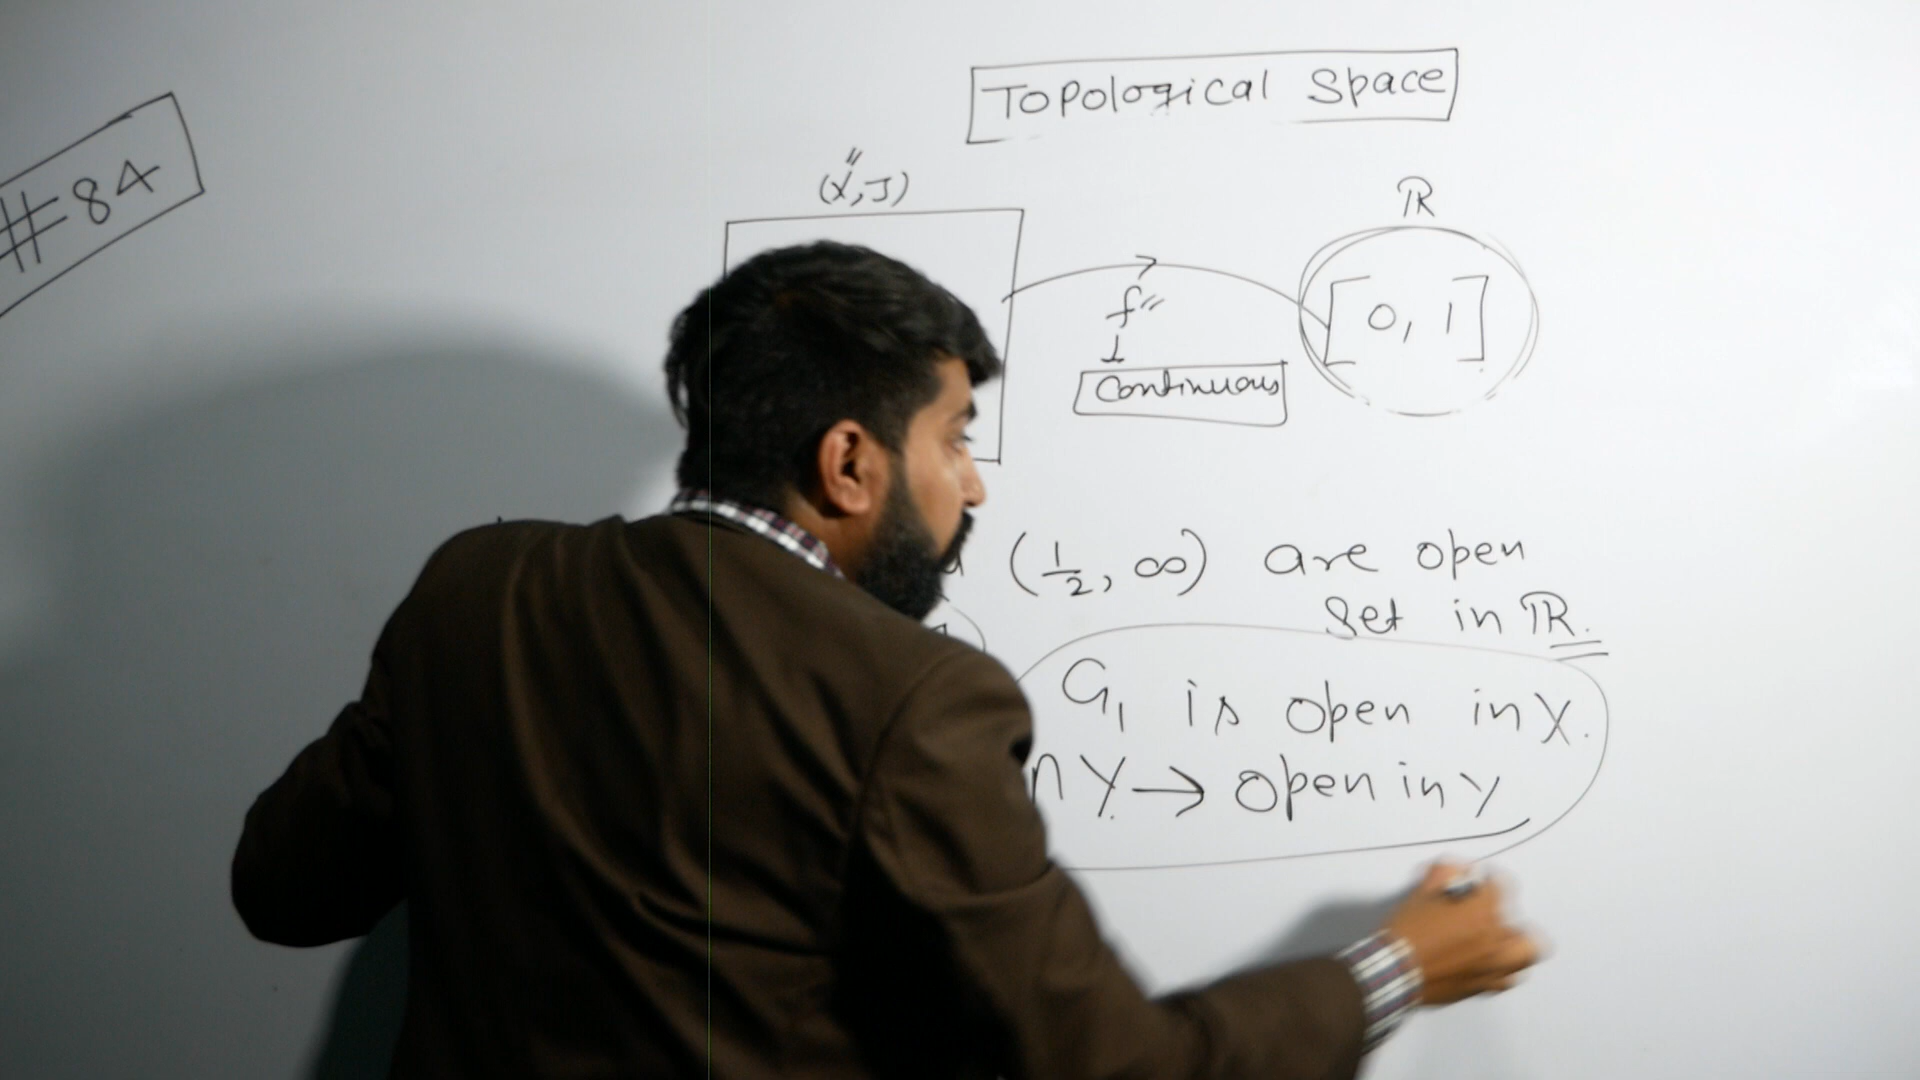 #84
Topological Space
(X, J)
R
f
[0, 1]
Continuous
(1/2, ∞) are open
Set in R.
G₁ is open in X.
∩ Y → open in Y